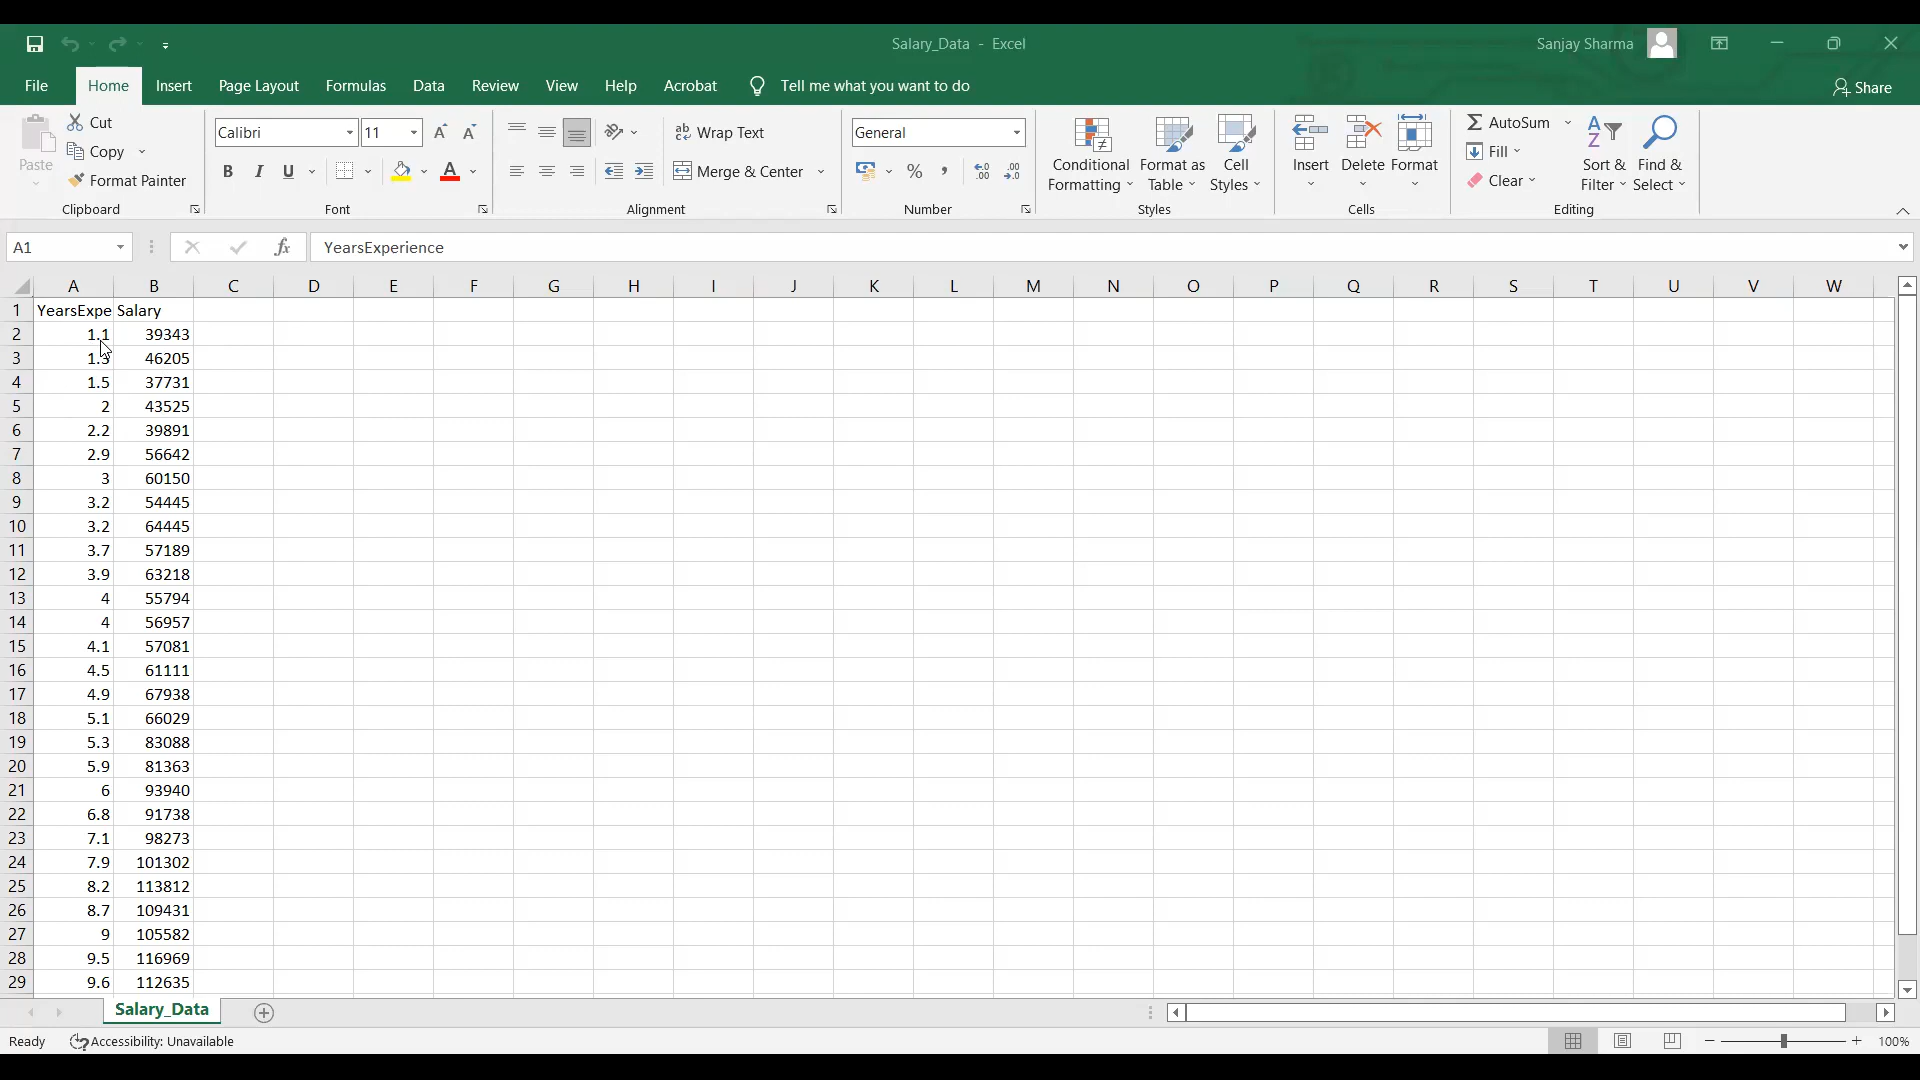 Salary_Data - Excel
Sanjay Sharma
File Home Insert Page Layout Formulas Data Review View Help Acrobat Tell me what you want to do
Share
Paste
Cut
Copy
Format Painter
Clipboard
Calibri 11
B I U
Font
Wrap Text
Merge & Center
Alignment
General
Number
Conditional Formatting
Format as Table
Cell Styles
Styles
Insert Delete Format
Cells
AutoSum
Fill
Clear
Sort & Filter
Find & Select
Editing
A1 fx YearsExperience
A B C D E F G H I J K L M N O P Q R S T U V W
1 YearsExpe Salary
2 1.1 39343
3 1.3 46205
4 1.5 37731
5 2 43525
6 2.2 39891
7 2.9 56642
8 3 60150
9 3.2 54445
10 3.2 64445
11 3.7 57189
12 3.9 63218
13 4 55794
14 4 56957
15 4.1 57081
16 4.5 61111
17 4.9 67938
18 5.1 66029
19 5.3 83088
20 5.9 81363
21 6 93940
22 6.8 91738
23 7.1 98273
24 7.9 101302
25 8.2 113812
26 8.7 109431
27 9 105582
28 9.5 116969
29 9.6 112635
Salary_Data
Ready Accessibility: Unavailable
100%